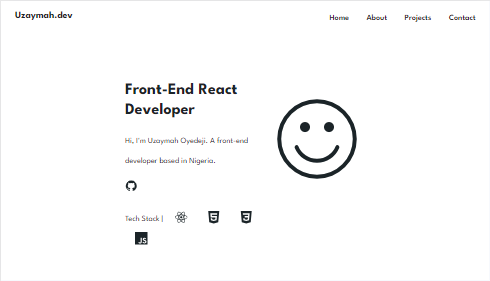 Uzaymah.dev
Home About Projects Contact
Front-End React
Developer
Hi, I'm Uzaymah Oyedeji. A front-end
developer based in Nigeria.
Tech Stack |
JS